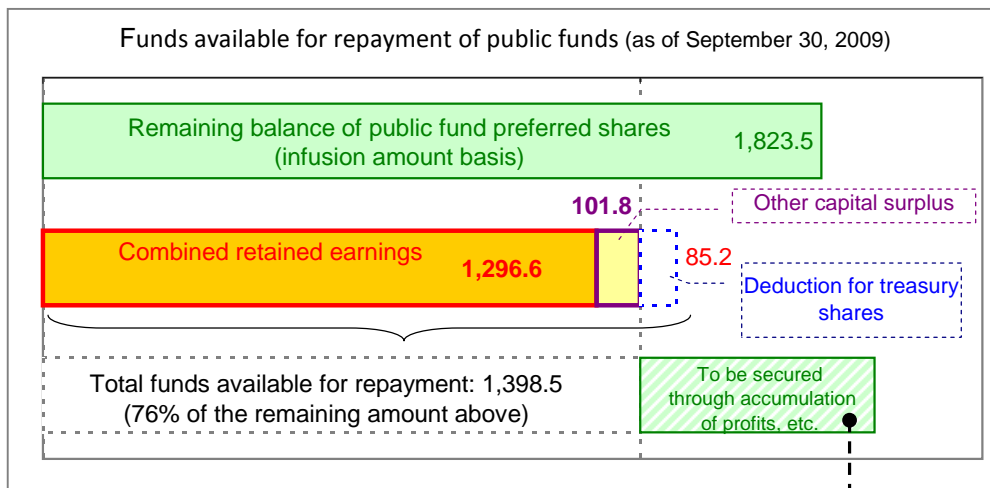 Funds available for repayment of public funds (as of September 30, 2009)
Remaining balance of public fund preferred shares
(infusion amount basis)
1,823.5
101.8
Other capital surplus
Combined retained earnings
1,296.6
85.2
Deduction for treasury
shares
Total funds available for repayment: 1,398.5
(76% of the remaining amount above)
To be secured
through accumulation
of profits, etc.